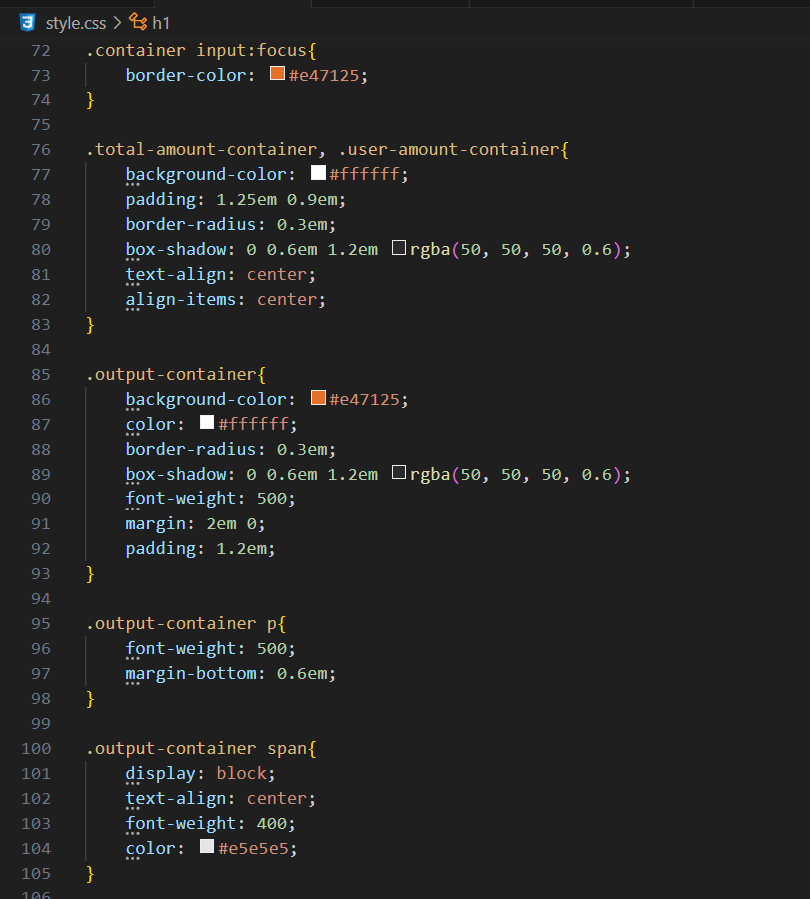 style.css > h1
72 .container input:focus{
73 border-color: #e47125;
74 }
75
76 .total-amount-container, .user-amount-container{
77 background-color: #ffffff;
78 padding: 1.25em 0.9em;
79 border-radius: 0.3em;
80 box-shadow: 0 0.6em 1.2em rgba(50, 50, 50, 0.6);
81 text-align: center;
82 align-items: center;
83 }
84
85 .output-container{
86 background-color: #e47125;
87 color: #ffffff;
88 border-radius: 0.3em;
89 box-shadow: 0 0.6em 1.2em rgba(50, 50, 50, 0.6);
90 font-weight: 500;
91 margin: 2em 0;
92 padding: 1.2em;
93 }
94
95 .output-container p{
96 font-weight: 500;
97 margin-bottom: 0.6em;
98 }
99
100 .output-container span{
101 display: block;
102 text-align: center;
103 font-weight: 400;
104 color: #e5e5e5;
105 }
106